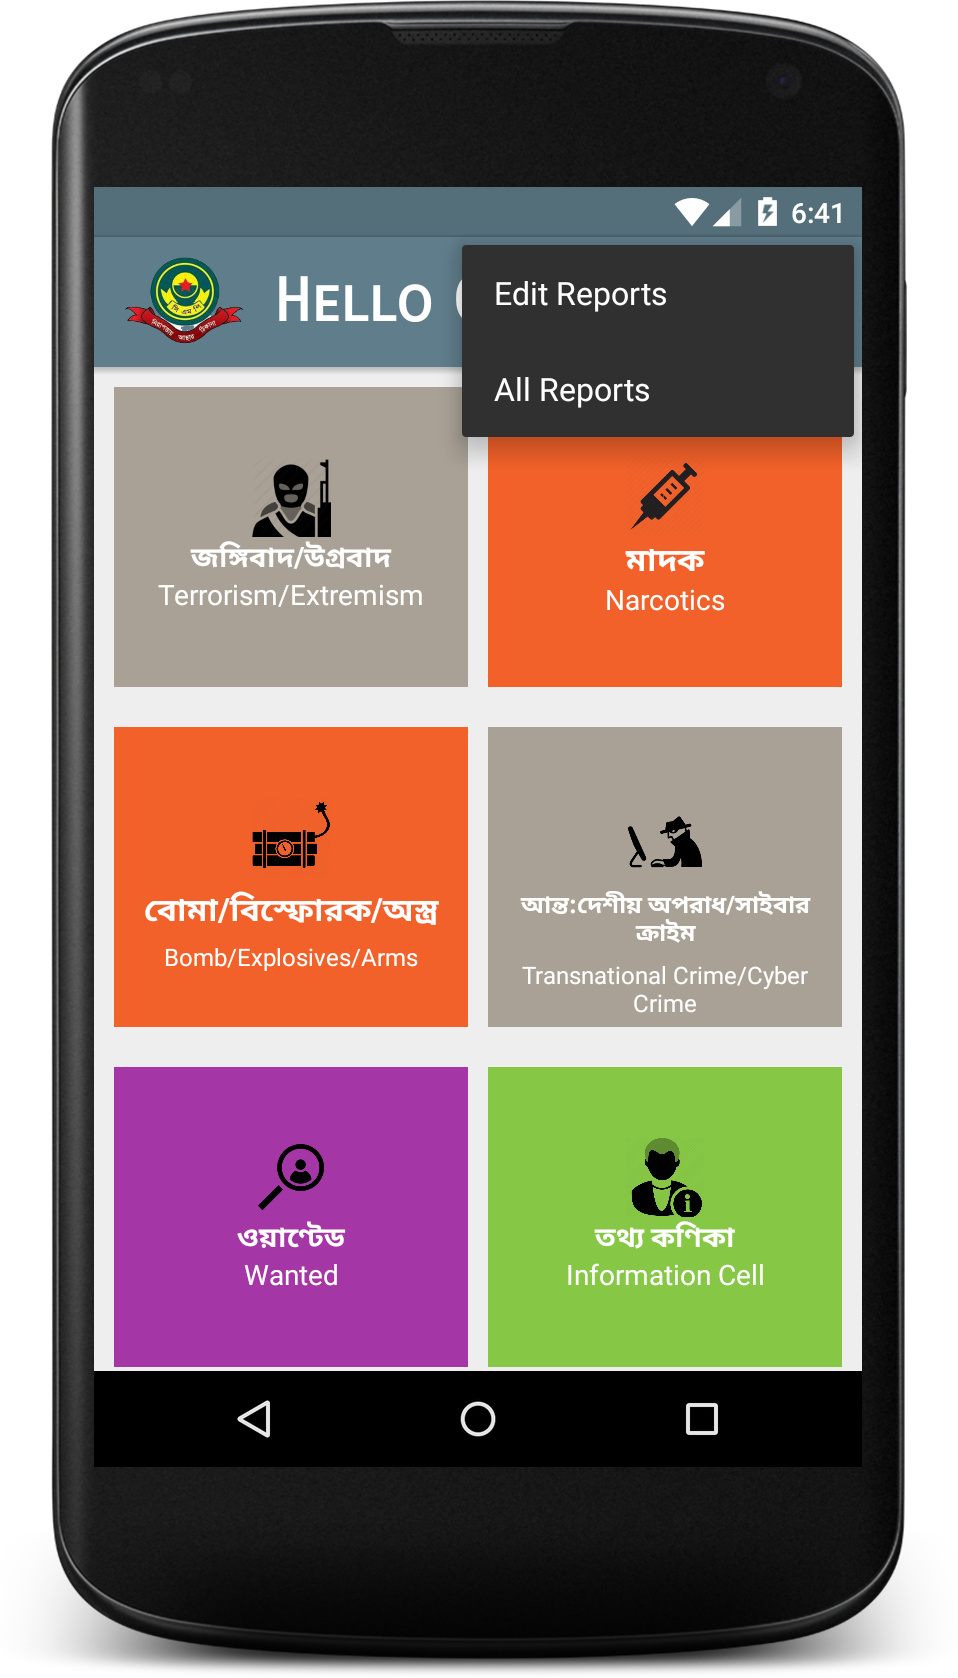 6:41
HELLO
Edit Reports
All Reports
জঙ্গিবাদ/উগ্রবাদ
Terrorism/Extremism
মাদক
Narcotics
বোমা/বিস্ফোরক/অস্ত্র
Bomb/Explosives/Arms
আন্ত:দেশীয় অপরাধ/সাইবার
ক্রাইম
Transnational Crime/Cyber
Crime
ওয়ান্টেড
Wanted
তথ্য কণিকা
Information Cell